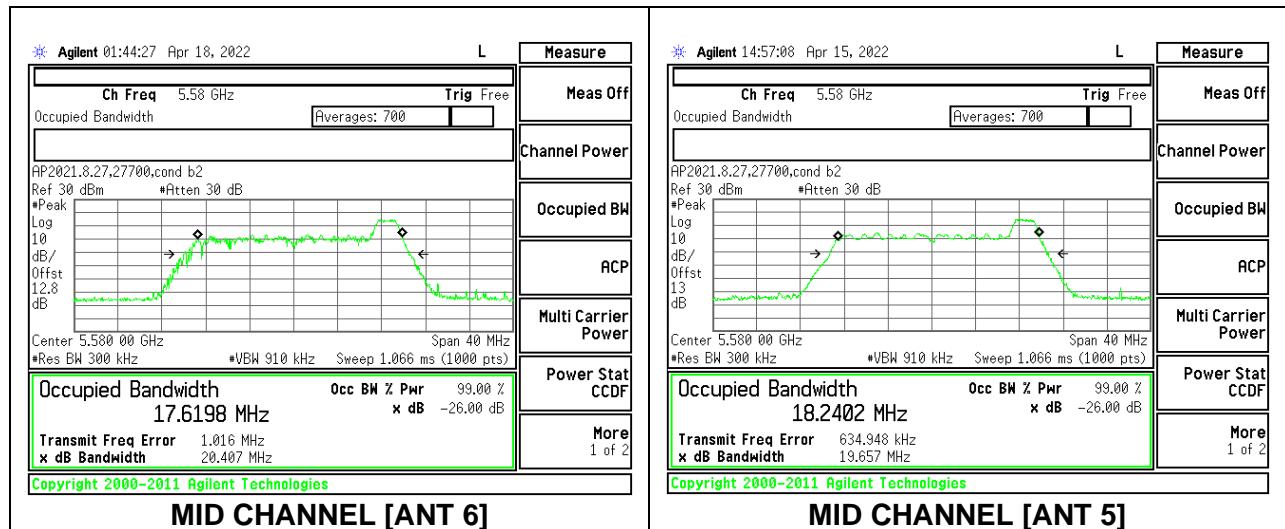 Agilent 01:44:27 Apr 18, 2022 L
Measure
Ch Freq 5.58 GHz Trig Free
Occupied Bandwidth Averages: 700
AP2021.8.27,27700,cond b2
Ref 30 dBm #Atten 30 dB
#Peak
Log
10
dB/
Offst
12.8
dB
Center 5.580 00 GHz Span 40 MHz
#Res BW 300 kHz #VBW 910 kHz Sweep 1.066 ms (1000 pts)
Occupied Bandwidth Occ BW % Pwr 99.00 %
17.6198 MHz x dB -26.00 dB
Transmit Freq Error 1.016 MHz
x dB Bandwidth 20.407 MHz
Copyright 2000-2011 Agilent Technologies
Meas Off
Channel Power
Occupied BW
ACP
Multi Carrier
Power
Power Stat
CCDF
More
1 of 2
MID CHANNEL [ANT 6]
Agilent 14:57:08 Apr 15, 2022 L
Measure
Ch Freq 5.58 GHz Trig Free
Occupied Bandwidth Averages: 700
AP2021.8.27,27700,cond b2
Ref 30 dBm #Atten 30 dB
#Peak
Log
10
dB/
Offst
13
dB
Center 5.580 00 GHz Span 40 MHz
#Res BW 300 kHz #VBW 910 kHz Sweep 1.066 ms (1000 pts)
Occupied Bandwidth Occ BW % Pwr 99.00 %
18.2402 MHz x dB -26.00 dB
Transmit Freq Error 634.948 kHz
x dB Bandwidth 19.657 MHz
Copyright 2000-2011 Agilent Technologies
Meas Off
Channel Power
Occupied BW
ACP
Multi Carrier
Power
Power Stat
CCDF
More
1 of 2
MID CHANNEL [ANT 5]